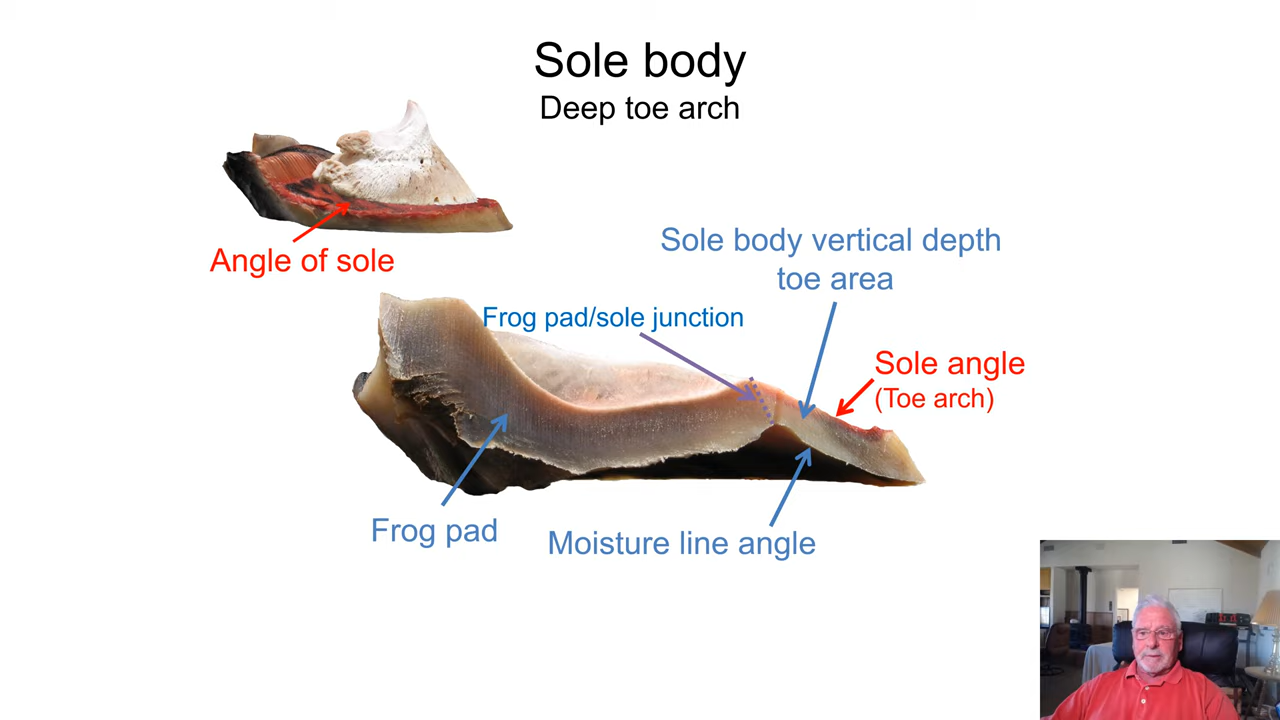 Sole body
Deep toe arch
Angle of sole
Sole body vertical depth
toe area
Frog pad/sole junction
Sole angle
(Toe arch)
Frog pad
Moisture line angle